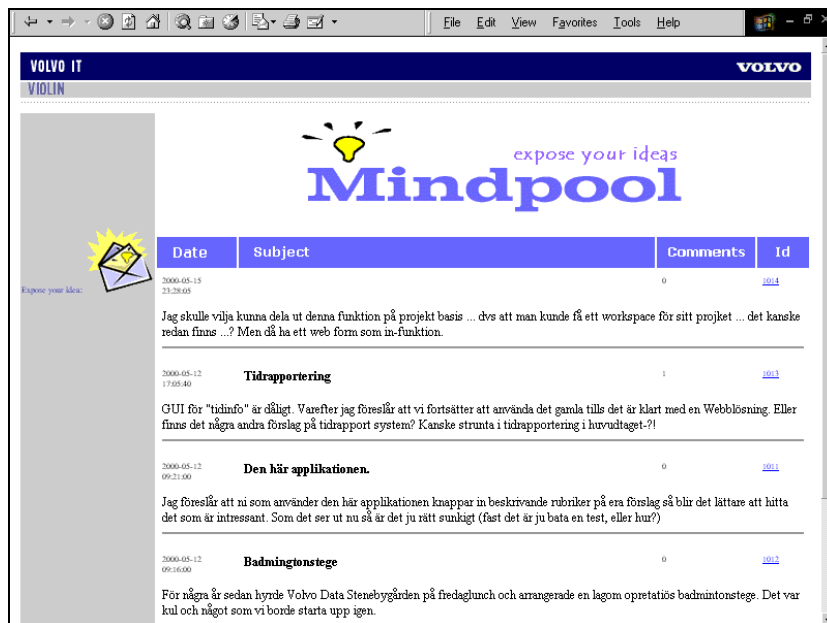 File Edit View Favorites Tools Help
VOLVO IT VOLVO
VIOLIN
expose your ideas
Mindpool
Date Subject Comments Id
Expose your idea:
2000-05-15 0 1014
23:28:05
Jag skulle vilja kunna dela ut denna funktion på projekt basis ... dvs att man kunde få ett workspace för sitt projket ... det kanske
redan finns ...? Men då ha ett web form som in-funktion.
2000-05-12 Tidrapportering 1 1013
17:05:40
GUI för "tidinfo" är dåligt. Varefter jag föreslår att vi fortsätter att använda det gamla tills det är klart med en Webblösning. Eller
finns det några andra förslag på tidrapport system? Kanske strunta i tidrapportering i huvudtaget-?!
2000-05-12 Den här applikationen. 0 1011
09:21:00
Jag föreslår att ni som använder den här applikationen knappar in beskrivande rubriker på era förslag så blir det lättare att hitta
det som är intressant. Som det ser ut nu så är det ju rätt sunkigt (fast det är ju bata en test, eller hur?)
2000-05-12 Badmingtonstege 0 1012
09:16:00
För några år sedan hyrde Volvo Data Stenebygården på fredaglunch och arrangerade en lagom opretatiös badmintonstege. Det var
kul och något som vi borde starta upp igen.